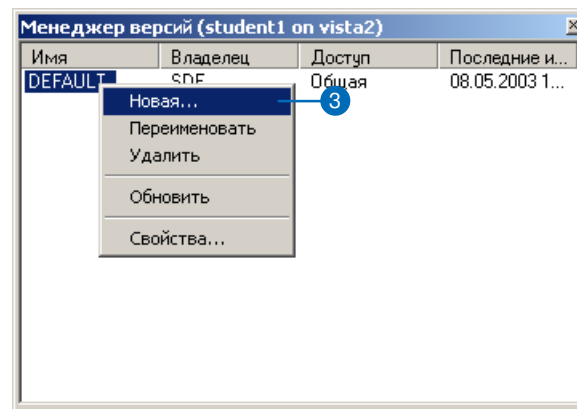 Менеджер версий (student1 on vista2)
Имя Владелец Доступ Последние и...
DEFAULT SDE Общая 08.05.2003 1...
Новая... 3
Переименовать
Удалить
Обновить
Свойства...